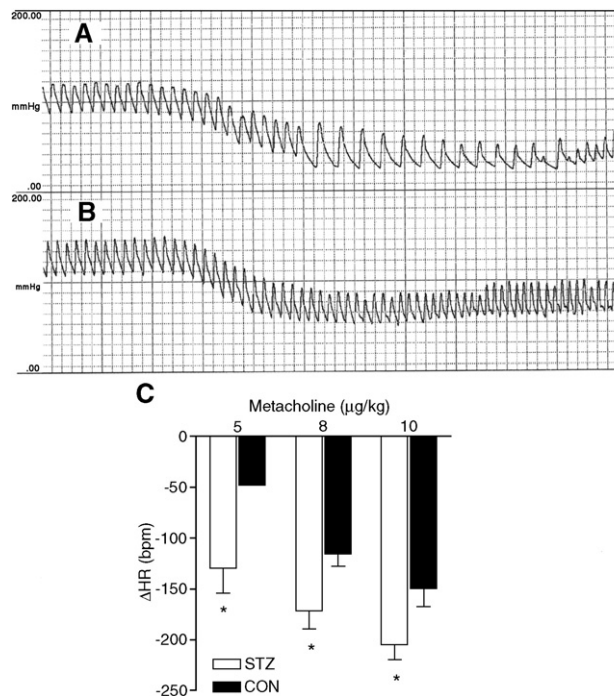 200.00
A
mmHg
.00
200.00
B
mmHg
.00
C
Metacholine (µg/kg)
5 8 10
0
-50
-100
-150
-200
-250
ΔHR (bpm)
*
*
*
STZ
CON